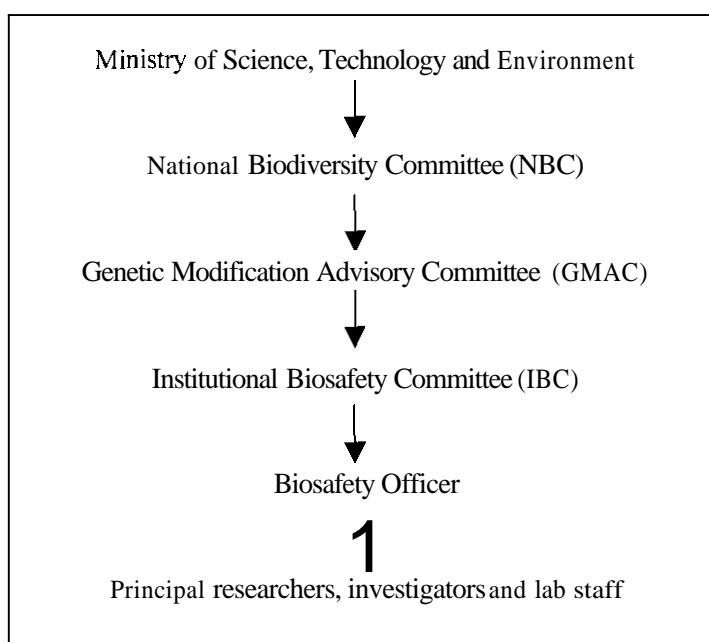 Ministry of Science, Technology and Environment
National Biodiversity Committee (NBC)
Genetic Modification Advisory Committee (GMAC)
Institutional Biosafety Committee (IBC)
Biosafety Officer
1
Principal researchers, investigators and lab staff